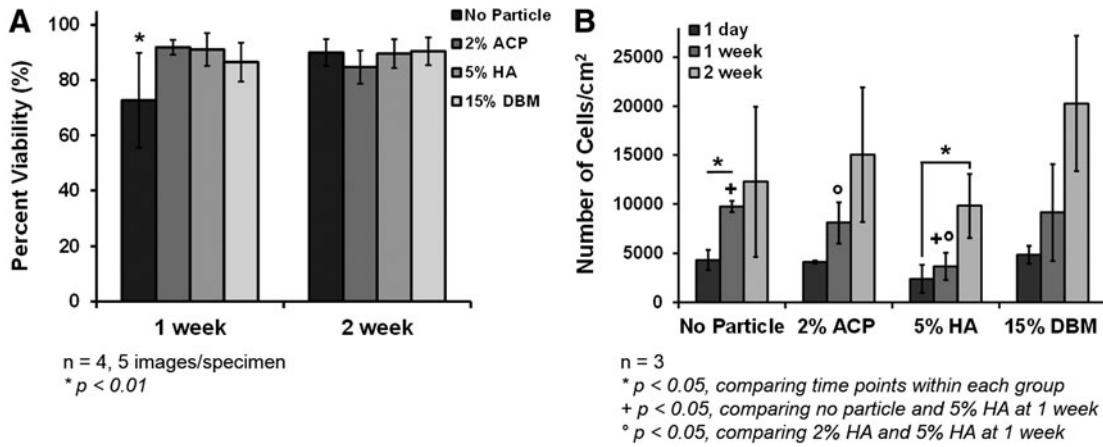 A
Percent Viability (%)
100
80
60
40
20
0
*
No Particle
2% ACP
5% HA
15% DBM
1 week
2 week
n = 4, 5 images/specimen
* p < 0.01
B
Number of Cells/cm²
25000
20000
15000
10000
5000
0
1 day
1 week
2 week
*
+
°
+°
*
No Particle
2% ACP
5% HA
15% DBM
n = 3
* p < 0.05, comparing time points within each group
+ p < 0.05, comparing no particle and 5% HA at 1 week
° p < 0.05, comparing 2% HA and 5% HA at 1 week